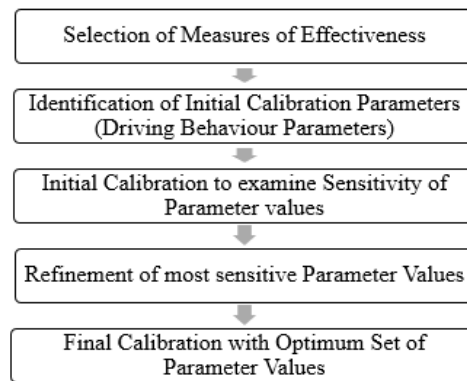 Selection of Measures of Effectiveness
Identification of Initial Calibration Parameters
(Driving Behaviour Parameters)
Initial Calibration to examine Sensitivity of
Parameter values
Refinement of most sensitive Parameter Values
Final Calibration with Optimum Set of
Parameter Values